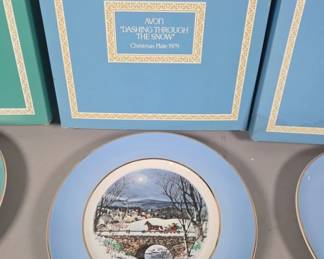 AVON
"DASHING THROUGH
THE SNOW"
Christmas Plate 1979